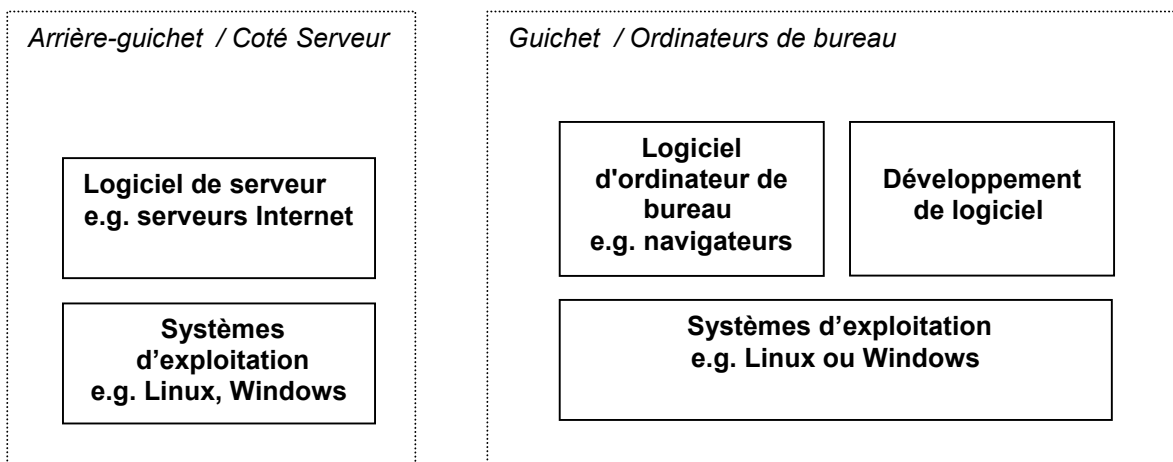 Arrière-guichet / Coté Serveur
Logiciel de serveur
e.g. serveurs Internet
Systèmes
d’exploitation
e.g. Linux, Windows
Guichet / Ordinateurs de bureau
Logiciel
d'ordinateur de
bureau
e.g. navigateurs
Développement
de logiciel
Systèmes d’exploitation
e.g. Linux ou Windows